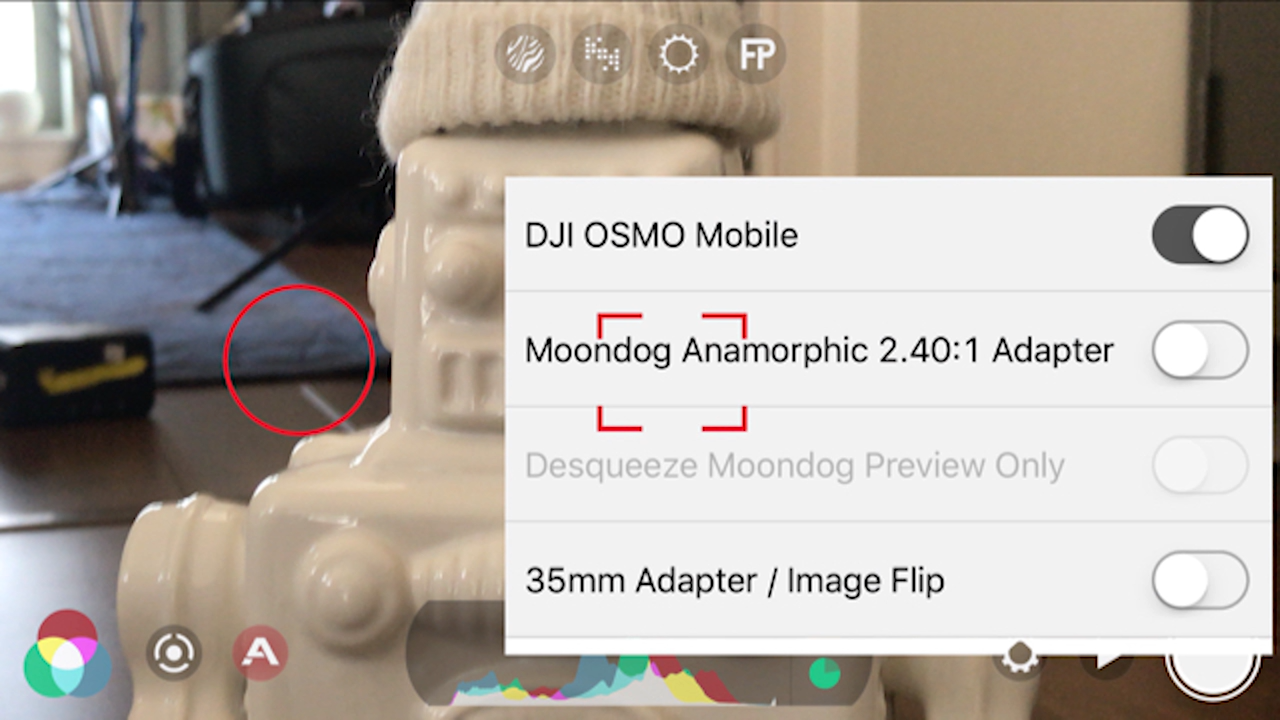 FP
DJI OSMO Mobile
Moondog Anamorphic 2.40:1 Adapter
Desqueeze Moondog Preview Only
35mm Adapter / Image Flip
A